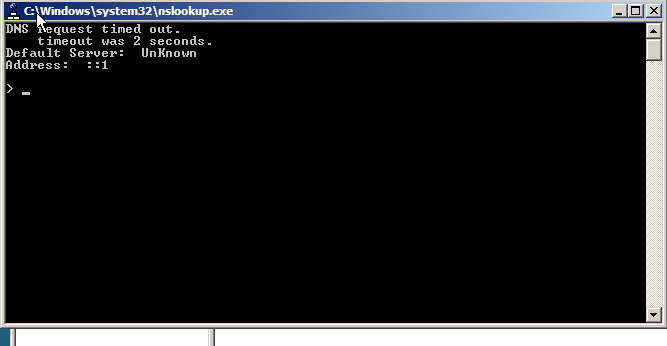 C:\Windows\system32\nslookup.exe
DNS request timed out.
    timeout was 2 seconds.
Default Server:  UnKnown
Address:  ::1
> _